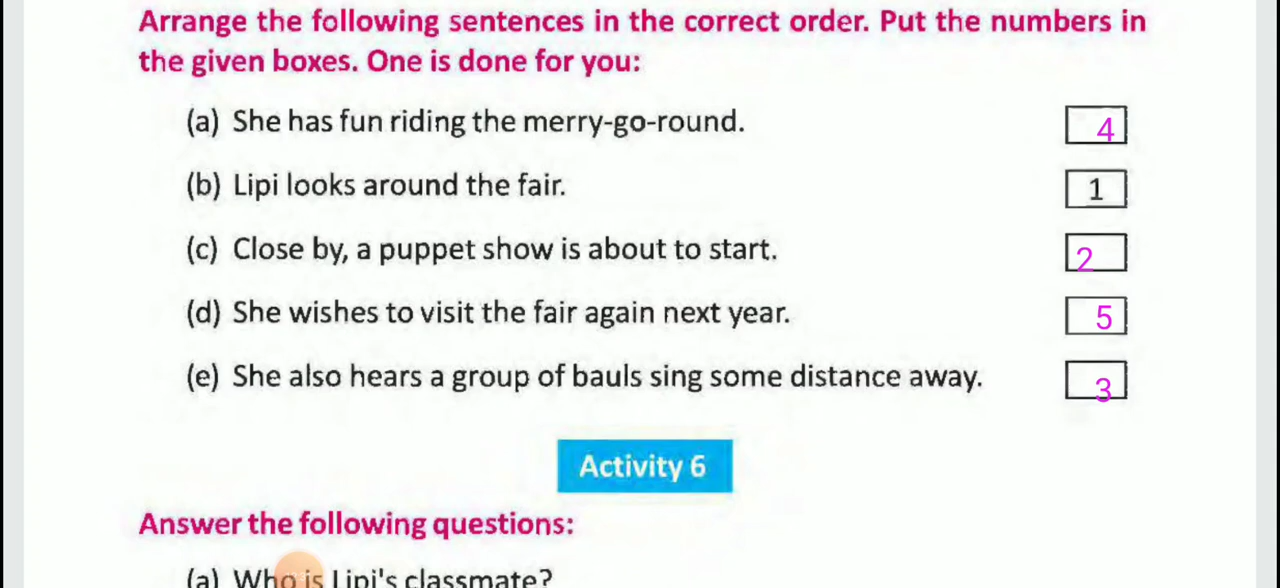 Arrange the following sentences in the correct order. Put the numbers in
the given boxes. One is done for you:
(a) She has fun riding the merry-go-round. 4
(b) Lipi looks around the fair. 1
(c) Close by, a puppet show is about to start. 2
(d) She wishes to visit the fair again next year. 5
(e) She also hears a group of bauls sing some distance away. 3
Activity 6
Answer the following questions:
(a) Who is Lipi's classmate?